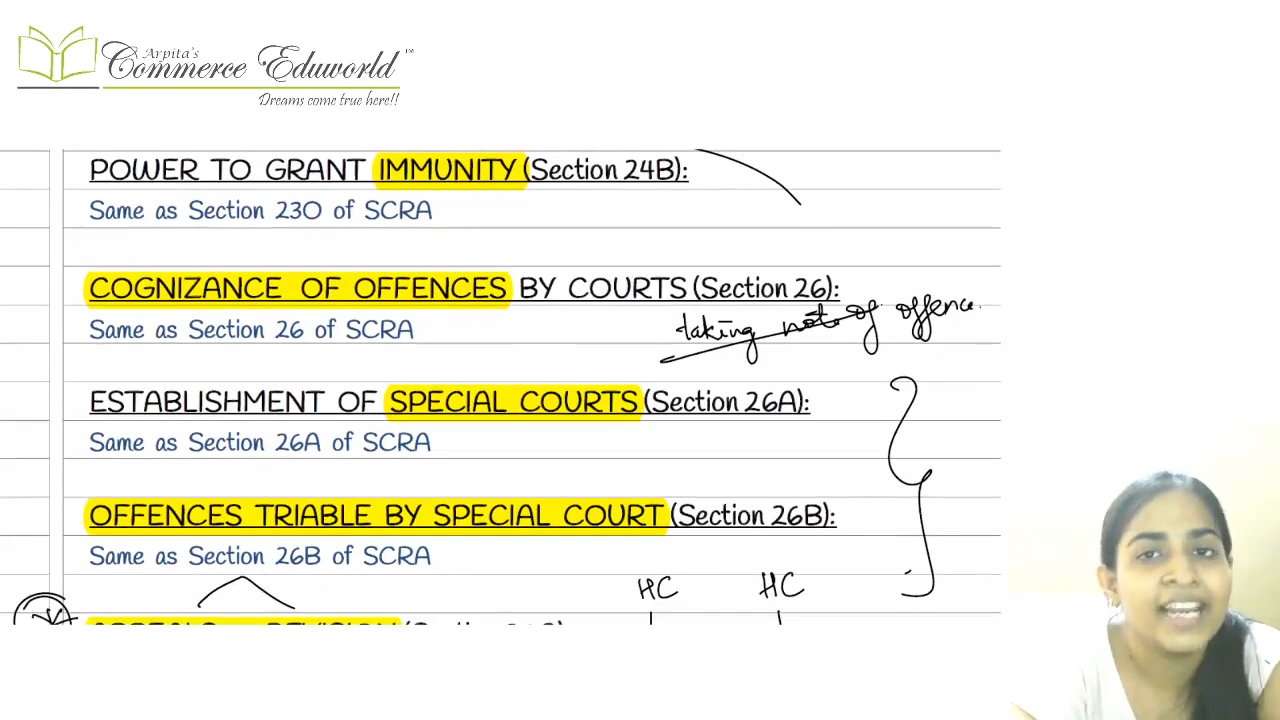 Arpita's
Commerce Eduworld™
Dreams come true here!!
POWER TO GRANT IMMUNITY (Section 24B):
Same as Section 23O of SCRA
COGNIZANCE OF OFFENCES BY COURTS (Section 26):
taking note of offence.
Same as Section 26 of SCRA
ESTABLISHMENT OF SPECIAL COURTS (Section 26A):
Same as Section 26A of SCRA
OFFENCES TRIABLE BY SPECIAL COURT (Section 26B):
Same as Section 26B of SCRA
HC HC